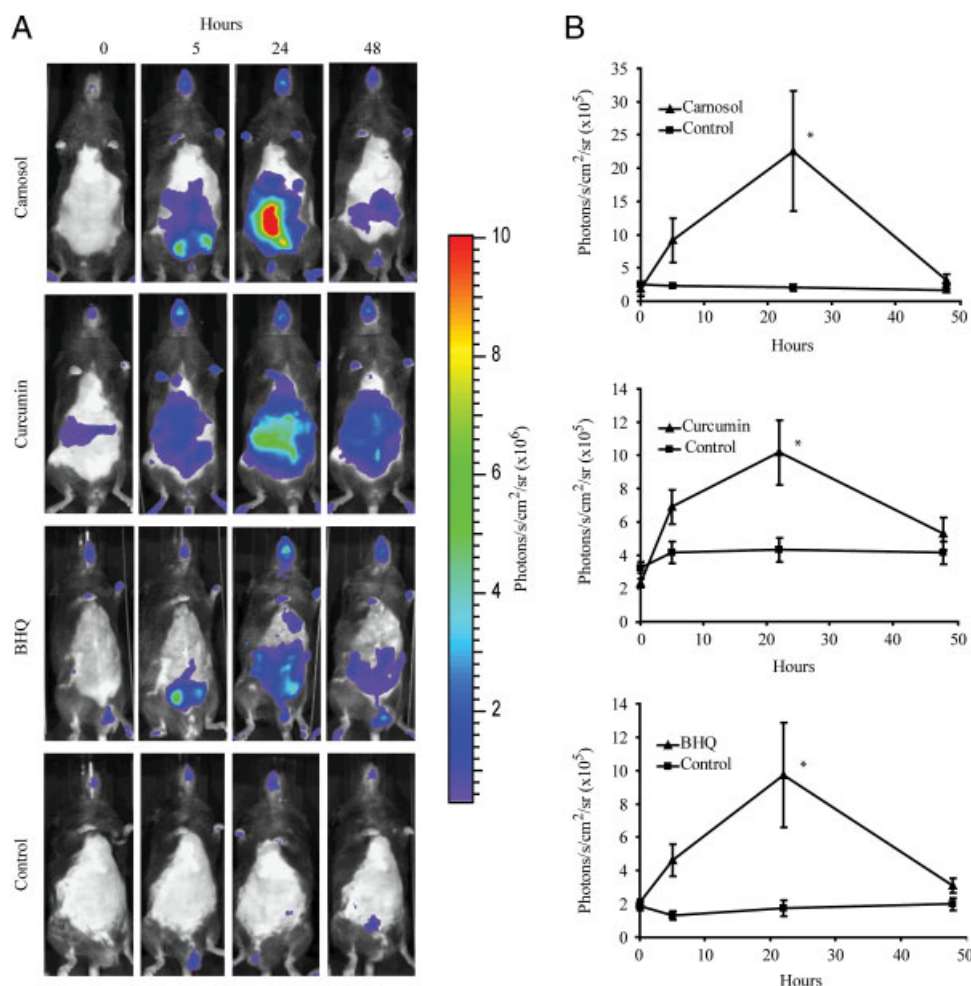 A
Hours
0 5 24 48
Carnosol
Curcumin
BHQ
Control
10
8
6
4
2
Photons/s/cm²/sr (x10⁶)
B
35
30
25
20
15
10
5
0
Photons/s/cm²/sr (x10⁵)
Carnosol
Control
*
0 10 20 30 40 50
Hours
14
12
10
8
6
4
2
0
Photons/s/cm²/sr (x10⁵)
Curcumin
Control
*
0 10 20 30 40 50
Hours
14
12
10
8
6
4
2
0
Photons/s/cm²/sr (x10⁵)
BHQ
Control
*
0 10 20 30 40 50
Hours